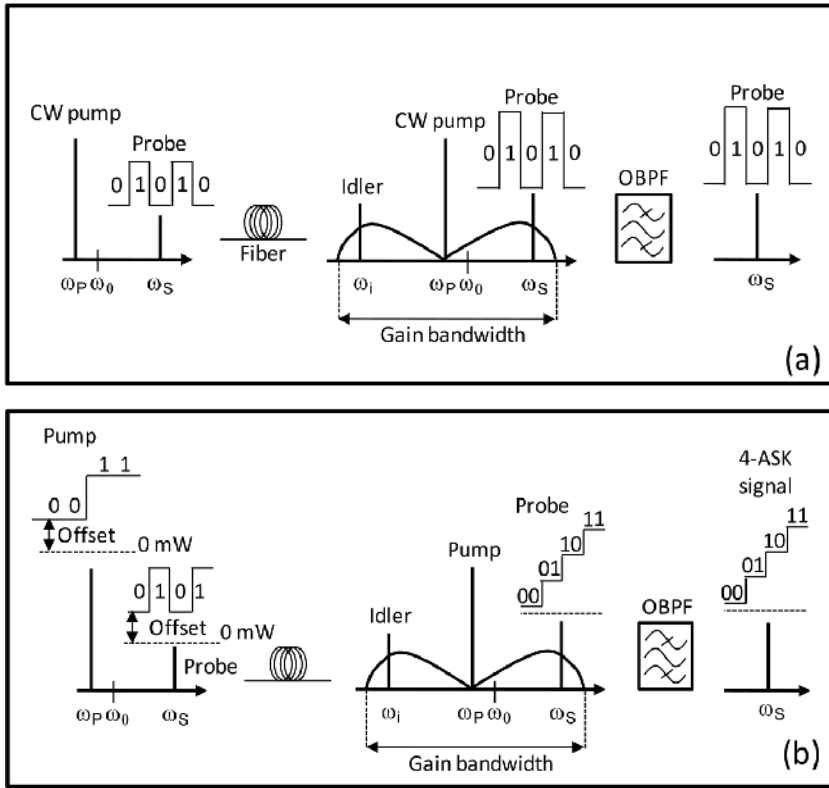 CW pump
Probe
0 1 0 1 0
Fiber
ωP ω0 ωS
Probe
CW pump
0 1 0 1 0
Idler
ωi ωP ω0 ωS
Gain bandwidth
OBPF
Probe
0 1 0 1 0
ωS
(a)
Pump
1 1
0 0
Offset
0 mW
0 1 0 1
Offset
0 mW
Probe
ωP ω0 ωS
Probe
11
10
01
00
Pump
Idler
ωi ωP ω0 ωS
Gain bandwidth
OBPF
4-ASK
signal
11
10
01
00
ωS
(b)